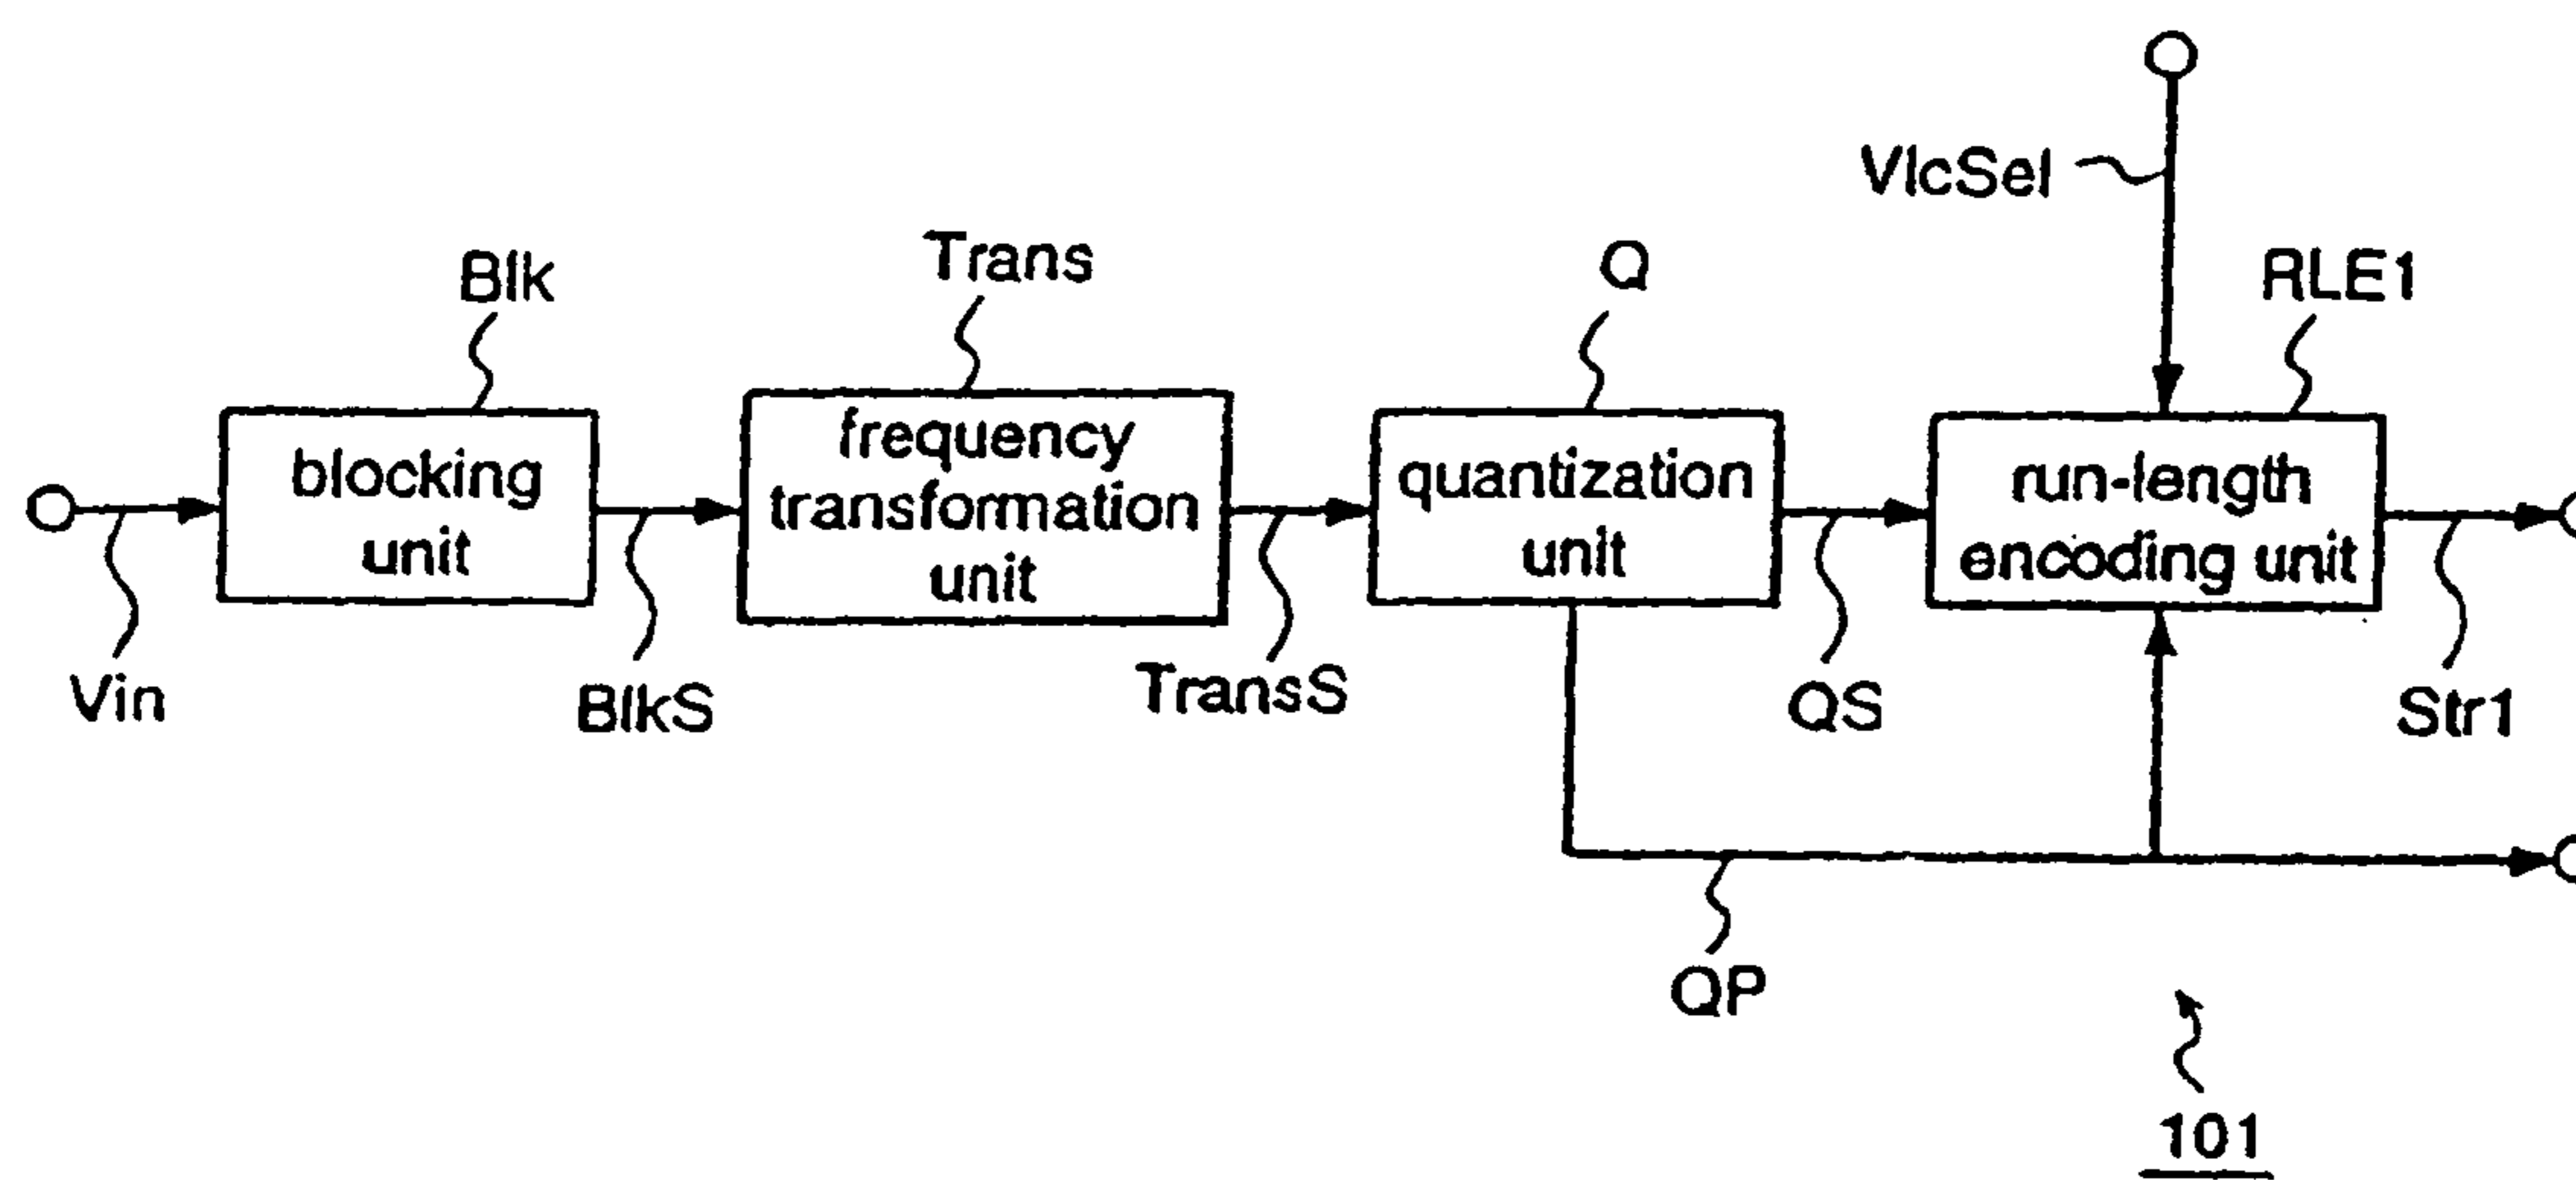 VlcSel
Blk
Trans
Q
RLE1
blocking
unit
frequency
transformation
unit
quantization
unit
run-length
encoding unit
Vin
BlkS
TransS
QS
Str1
QP
101